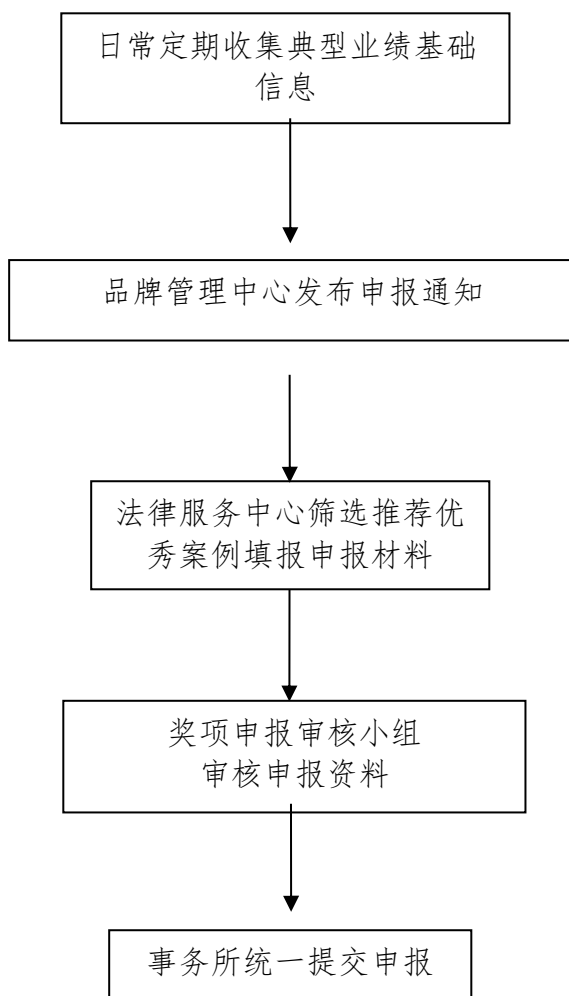 日常定期收集典型业绩基础
信息
品牌管理中心发布申报通知
法律服务中心筛选推荐优
秀案例填报申报材料
奖项申报审核小组
审核申报资料
事务所统一提交申报